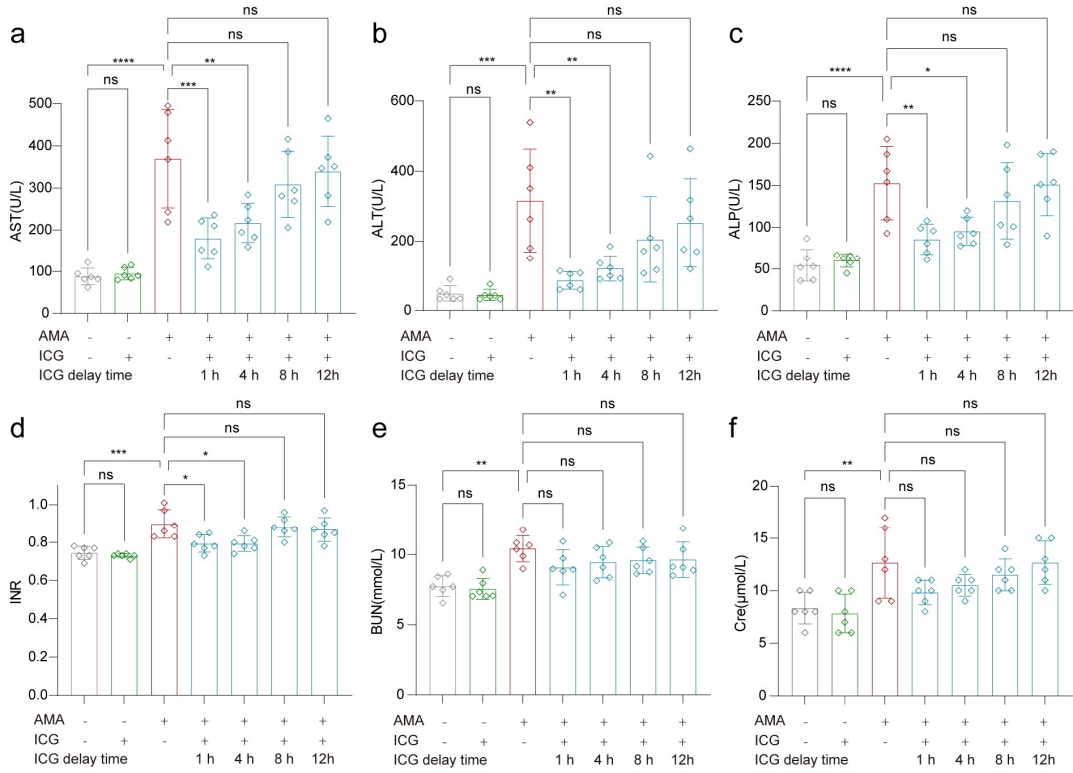 a
ns
ns
****
**
ns
***
AST(U/L)
500
400
300
200
100
0
AMA - - + + + + +
ICG - + - + + + +
ICG delay time 1 h 4 h 8 h 12h
b
ns
ns
***
**
ns
**
ALT(U/L)
600
400
200
0
AMA - - + + + + +
ICG - + - + + + +
ICG delay time 1 h 4 h 8 h 12h
c
ns
ns
****
*
ns
**
ALP(U/L)
250
200
150
100
50
0
AMA - - + + + + +
ICG - + - + + + +
ICG delay time 1 h 4 h 8 h 12h
d
ns
ns
***
*
ns
*
INR
1.0
0.8
0.6
0.4
0.2
0.0
AMA - - + + + + +
ICG - + - + + + +
ICG delay time 1 h 4 h 8 h 12h
e
ns
ns
**
ns
ns
ns
BUN(mmol/L)
15
10
5
0
AMA - - + + + + +
ICG - + - + + + +
ICG delay time 1 h 4 h 8 h 12h
f
ns
ns
**
ns
ns
ns
Cre(μmol/L)
20
15
10
5
0
AMA - - + + + + +
ICG - + - + + + +
ICG delay time 1 h 4 h 8 h 12h